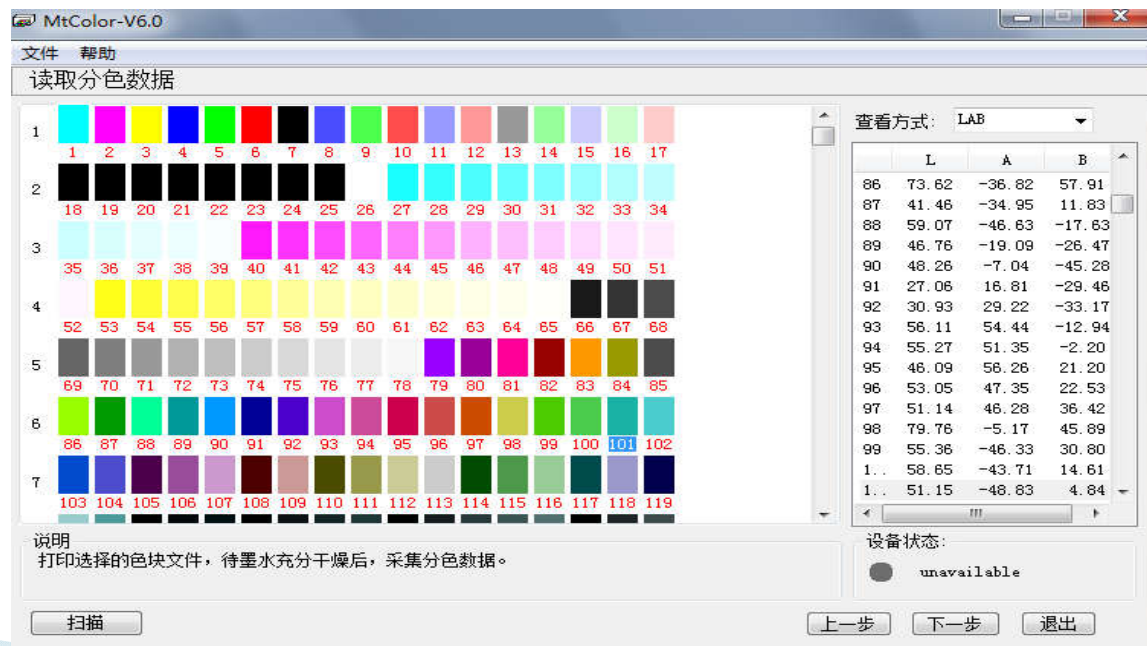 MtColor-V6.0
文件 帮助
读取分色数据
1
1 2 3 4 5 6 7 8 9 10 11 12 13 14 15 16 17
2
18 19 20 21 22 23 24 25 26 27 28 29 30 31 32 33 34
3
35 36 37 38 39 40 41 42 43 44 45 46 47 48 49 50 51
4
52 53 54 55 56 57 58 59 60 61 62 63 64 65 66 67 68
5
69 70 71 72 73 74 75 76 77 78 79 80 81 82 83 84 85
6
86 87 88 89 90 91 92 93 94 95 96 97 98 99 100 101 102
7
103 104 105 106 107 108 109 110 111 112 113 114 115 116 117 118 119
查看方式: LAB
L A B
86 73.62 -36.82 57.91
87 41.46 -34.95 11.83
88 59.07 -46.63 -17.63
89 46.76 -19.09 -26.47
90 48.26 -7.04 -45.28
91 27.06 16.81 -29.46
92 30.93 29.22 -33.17
93 56.11 54.44 -12.94
94 55.27 51.35 -2.20
95 46.09 56.26 21.20
96 53.05 47.35 22.53
97 51.14 46.28 36.42
98 79.76 -5.17 45.89
99 55.36 -46.33 30.80
1.. 58.65 -43.71 14.61
1.. 51.15 -48.83 4.84
说明
打印选择的色块文件，待墨水充分干燥后，采集分色数据。
设备状态:
unavailable
扫描 上一步 下一步 退出